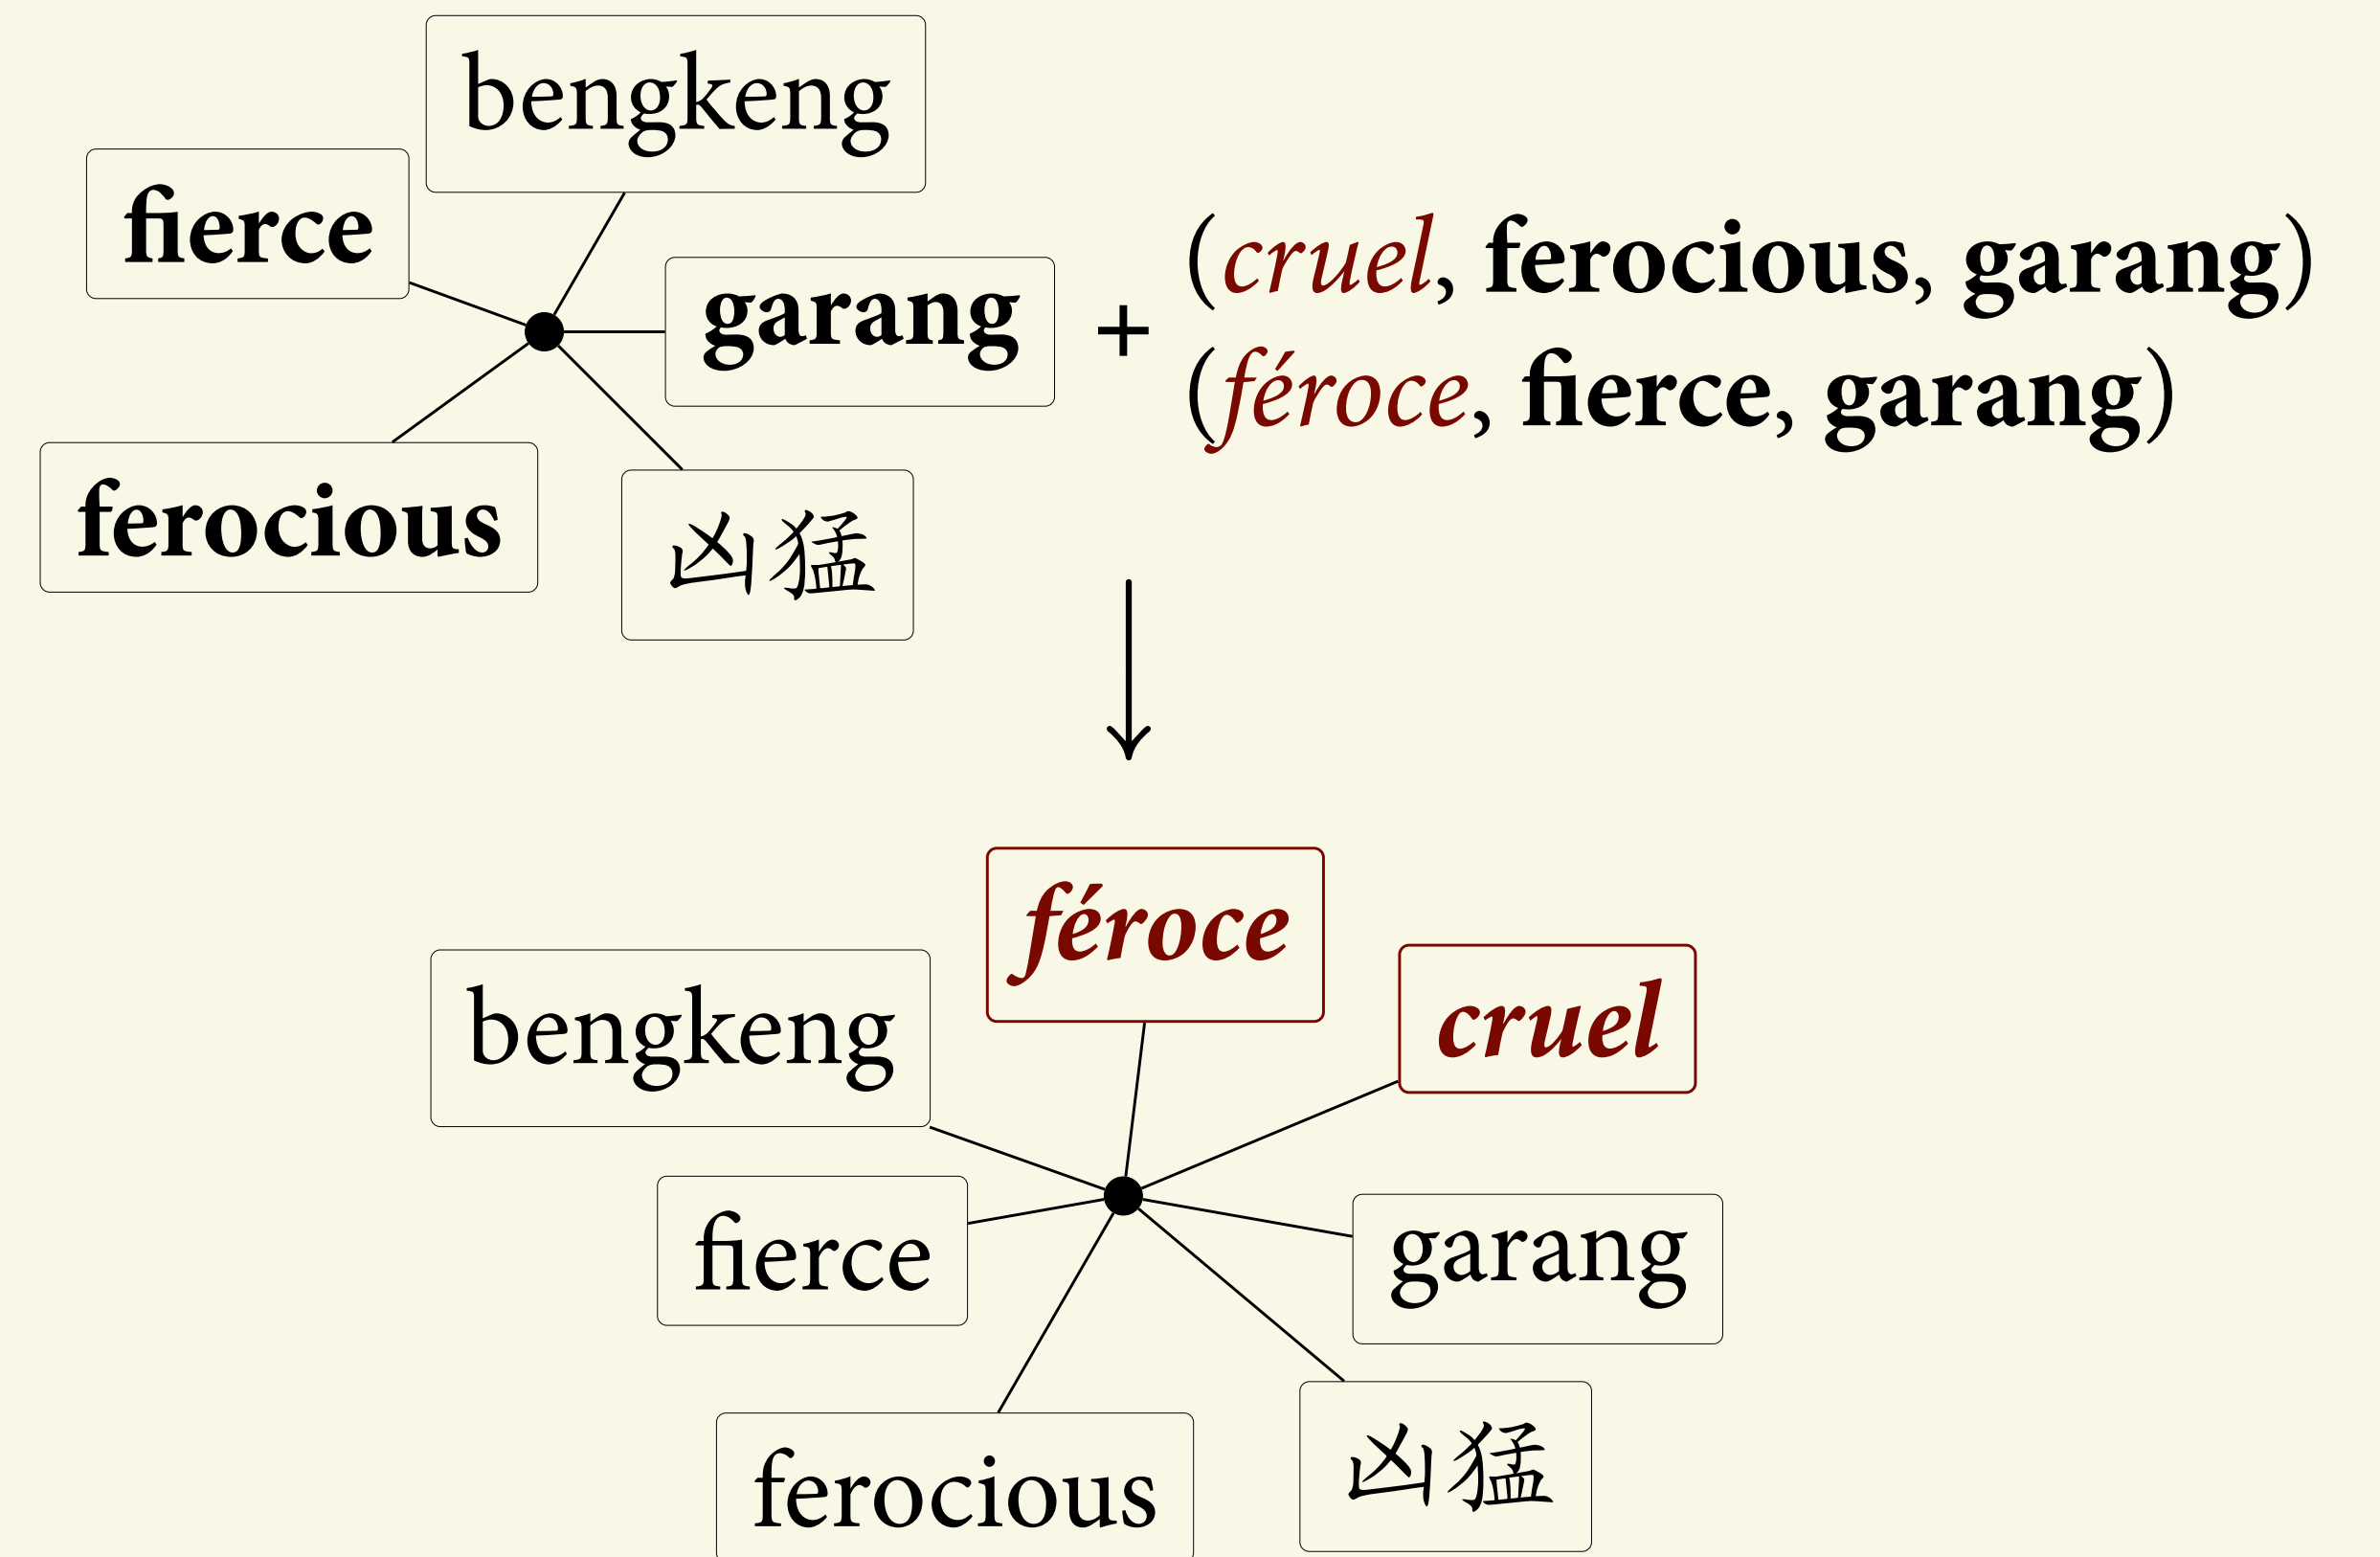 bengkeng
fierce
garang
ferocious
凶猛
+
(cruel, ferocious, garang)
(féroce, fierce, garang)
féroce
cruel
bengkeng
fierce
garang
ferocious
凶猛